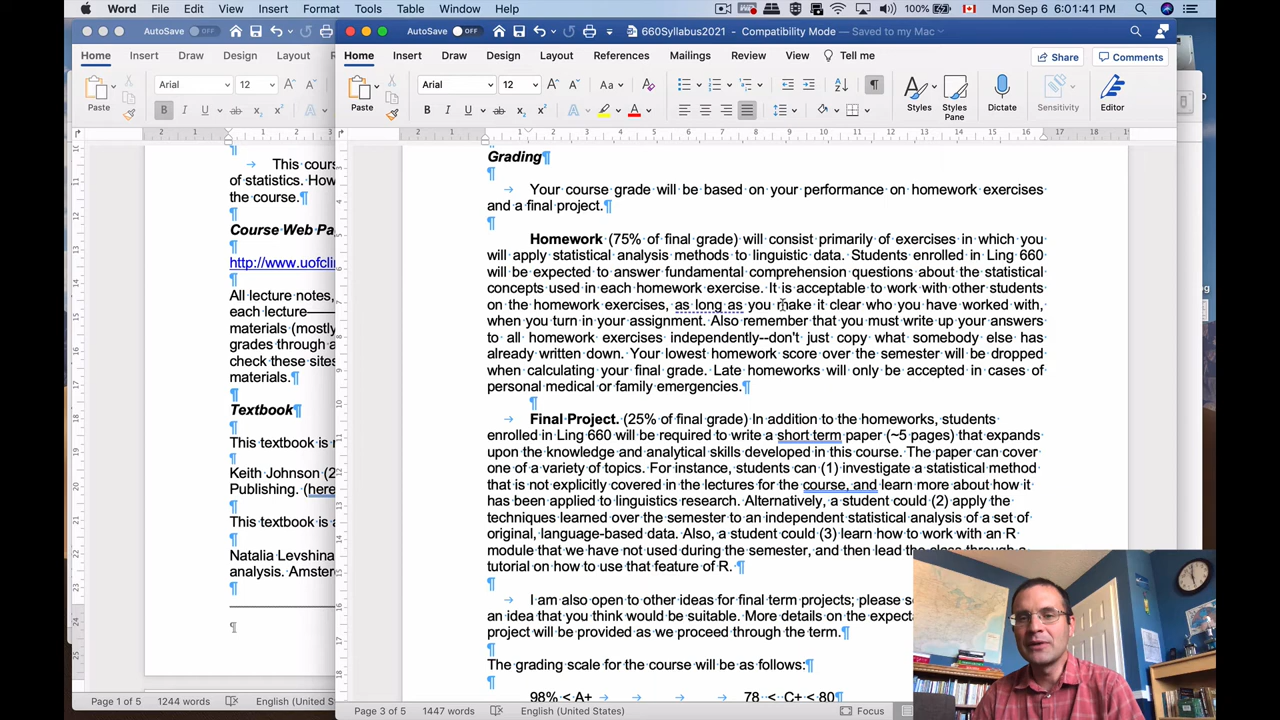 Word File Edit View Insert Format Tools Table Window Help 100% Mon Sep 6 6:01:41 PM
AutoSave OFF
Home Insert Draw Design Layout
Paste Arial 12
This cours
of statistics. How
the course.¶
Course Web Pa
http://www.uofcli
All lecture notes,
each lecture
materials (mostly
grades through a
check these sites
materials.¶
Textbook¶
This textbook is r
Keith Johnson (2
Publishing. (here
This textbook is a
Natalia Levshina
analysis. Amster
Page 1 of 5 1244 words English (United States)
AutoSave OFF 660Syllabus2021 - Compatibility Mode — Saved to my Mac
Home Insert Draw Design Layout References Mailings Review View Tell me Share Comments
Paste Arial 12 Aa Styles Styles Pane Dictate Sensitivity Editor
Grading¶
Your course grade will be based on your performance on homework exercises
and a final project.¶
Homework (75% of final grade) will consist primarily of exercises in which you
will apply statistical analysis methods to linguistic data. Students enrolled in Ling 660
will be expected to answer fundamental comprehension questions about the statistical
concepts used in each homework exercise. It is acceptable to work with other students
on the homework exercises, as long as you make it clear who you have worked with,
when you turn in your assignment. Also remember that you must write up your answers
to all homework exercises independently--don't just copy what somebody else has
already written down. Your lowest homework score over the semester will be dropped
when calculating your final grade. Late homeworks will only be accepted in cases of
personal medical or family emergencies.¶
Final Project. (25% of final grade) In addition to the homeworks, students
enrolled in Ling 660 will be required to write a short term paper (~5 pages) that expands
upon the knowledge and analytical skills developed in this course. The paper can cover
one of a variety of topics. For instance, students can (1) investigate a statistical method
that is not explicitly covered in the lectures for the course, and learn more about how it
has been applied to linguistics research. Alternatively, a student could (2) apply the
techniques learned over the semester to an independent statistical analysis of a set of
orignal, language-based data. Also, a student could (3) learn how to work with an R
module that we have not used during the semester, and then lead the class through a
tutorial on how to use that feature of R. ¶
I am also open to other ideas for final term projects; please s
an idea that you think would be suitable. More details on the expect
project will be provided as we proceed through the term.¶
The grading scale for the course will be as follows:¶
98% < A+ 78 < C+ < 80¶
Page 3 of 5 1447 words English (United States) Focus